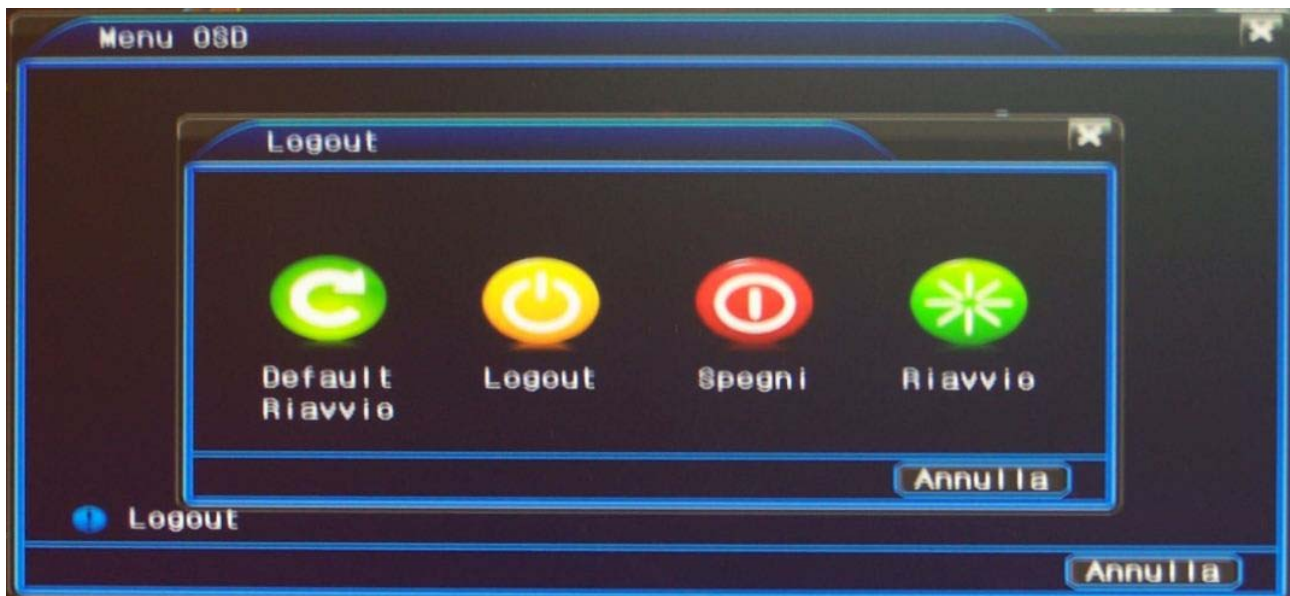 Menu OSD
Logout
Default
Riavvio
Logout
Spegni
Riavvio
Annulla
Logout
Annulla